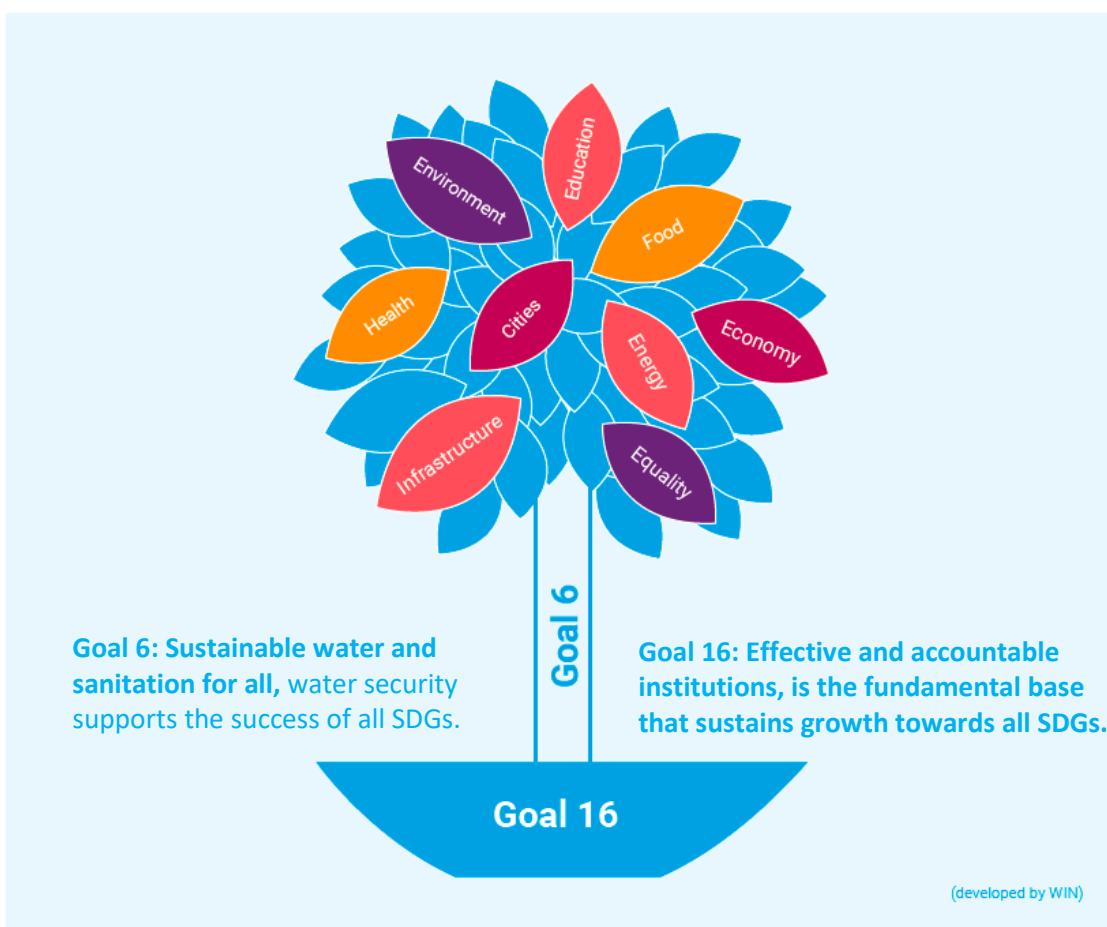 Education
Environment
Food
Health
Cities
Economy
Energy
Infrastructure
Equality
Goal 6
Goal 6: Sustainable water and
sanitation for all, water security
supports the success of all SDGs.
Goal 16: Effective and accountable
institutions, is the fundamental base
that sustains growth towards all SDGs.
Goal 16
(developed by WIN)